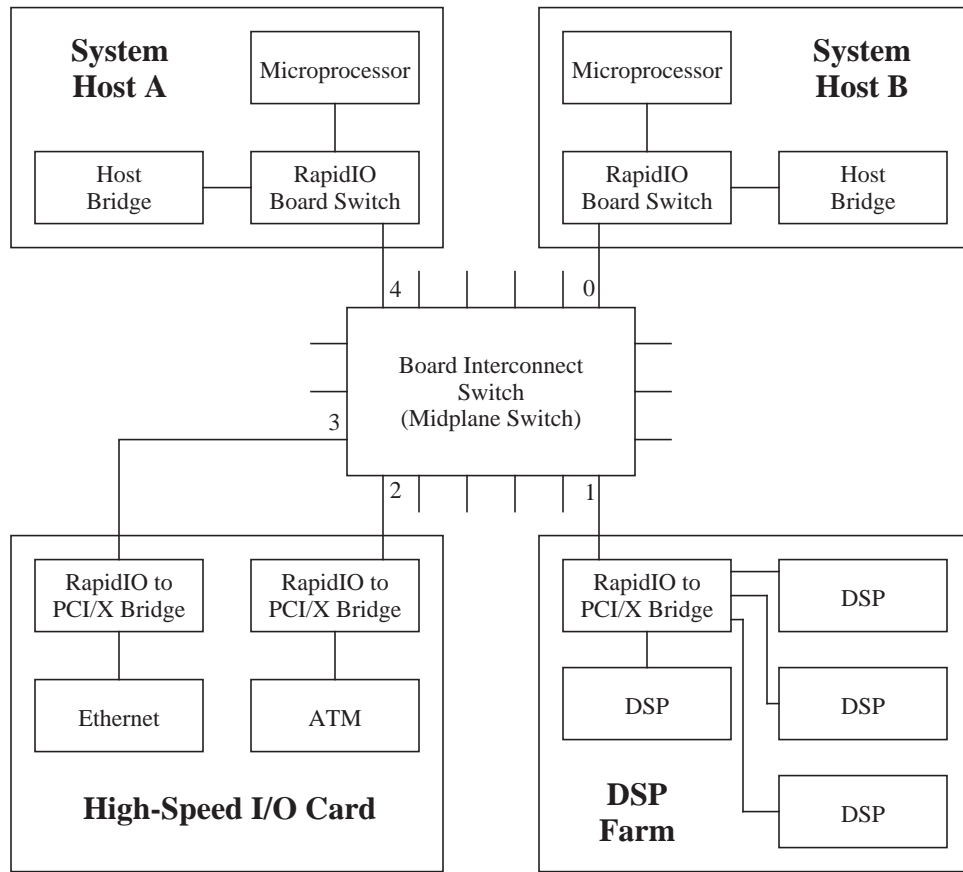 System
Host A
Microprocessor
Host
Bridge
RapidIO
Board Switch
System
Host B
Microprocessor
RapidIO
Board Switch
Host
Bridge
4
0
Board Interconnect
Switch
(Midplane Switch)
3
2
1
RapidIO to
PCI/X Bridge
RapidIO to
PCI/X Bridge
Ethernet
ATM
High-Speed I/O Card
RapidIO to
PCI/X Bridge
DSP
DSP
DSP
DSP
DSP
Farm